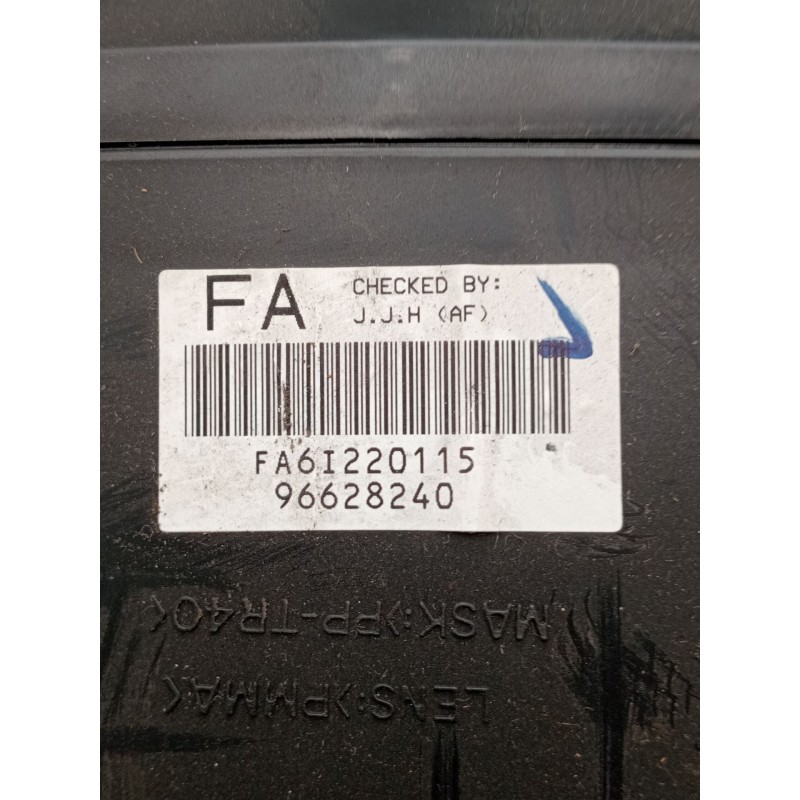 FA
CHECKED BY:
J.J.H (AF)
FA6I220115
96628240
MASK:>PP-TR40<
LENS:>PMMA<